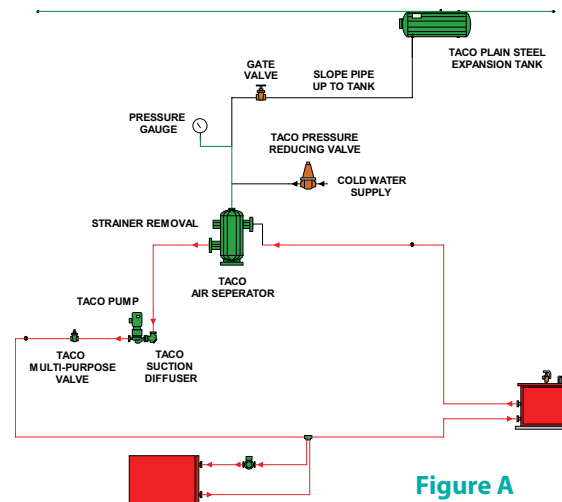 TACO PLAIN STEEL
EXPANSION TANK
GATE
VALVE
SLOPE PIPE
UP TO TANK
PRESSURE
GAUGE
TACO PRESSURE
REDUCING VALVE
COLD WATER
SUPPLY
STRAINER REMOVAL
TACO
AIR SEPERATOR
TACO PUMP
TACO
MULTI-PURPOSE
VALVE
TACO
SUCTION
DIFFUSER
Figure A